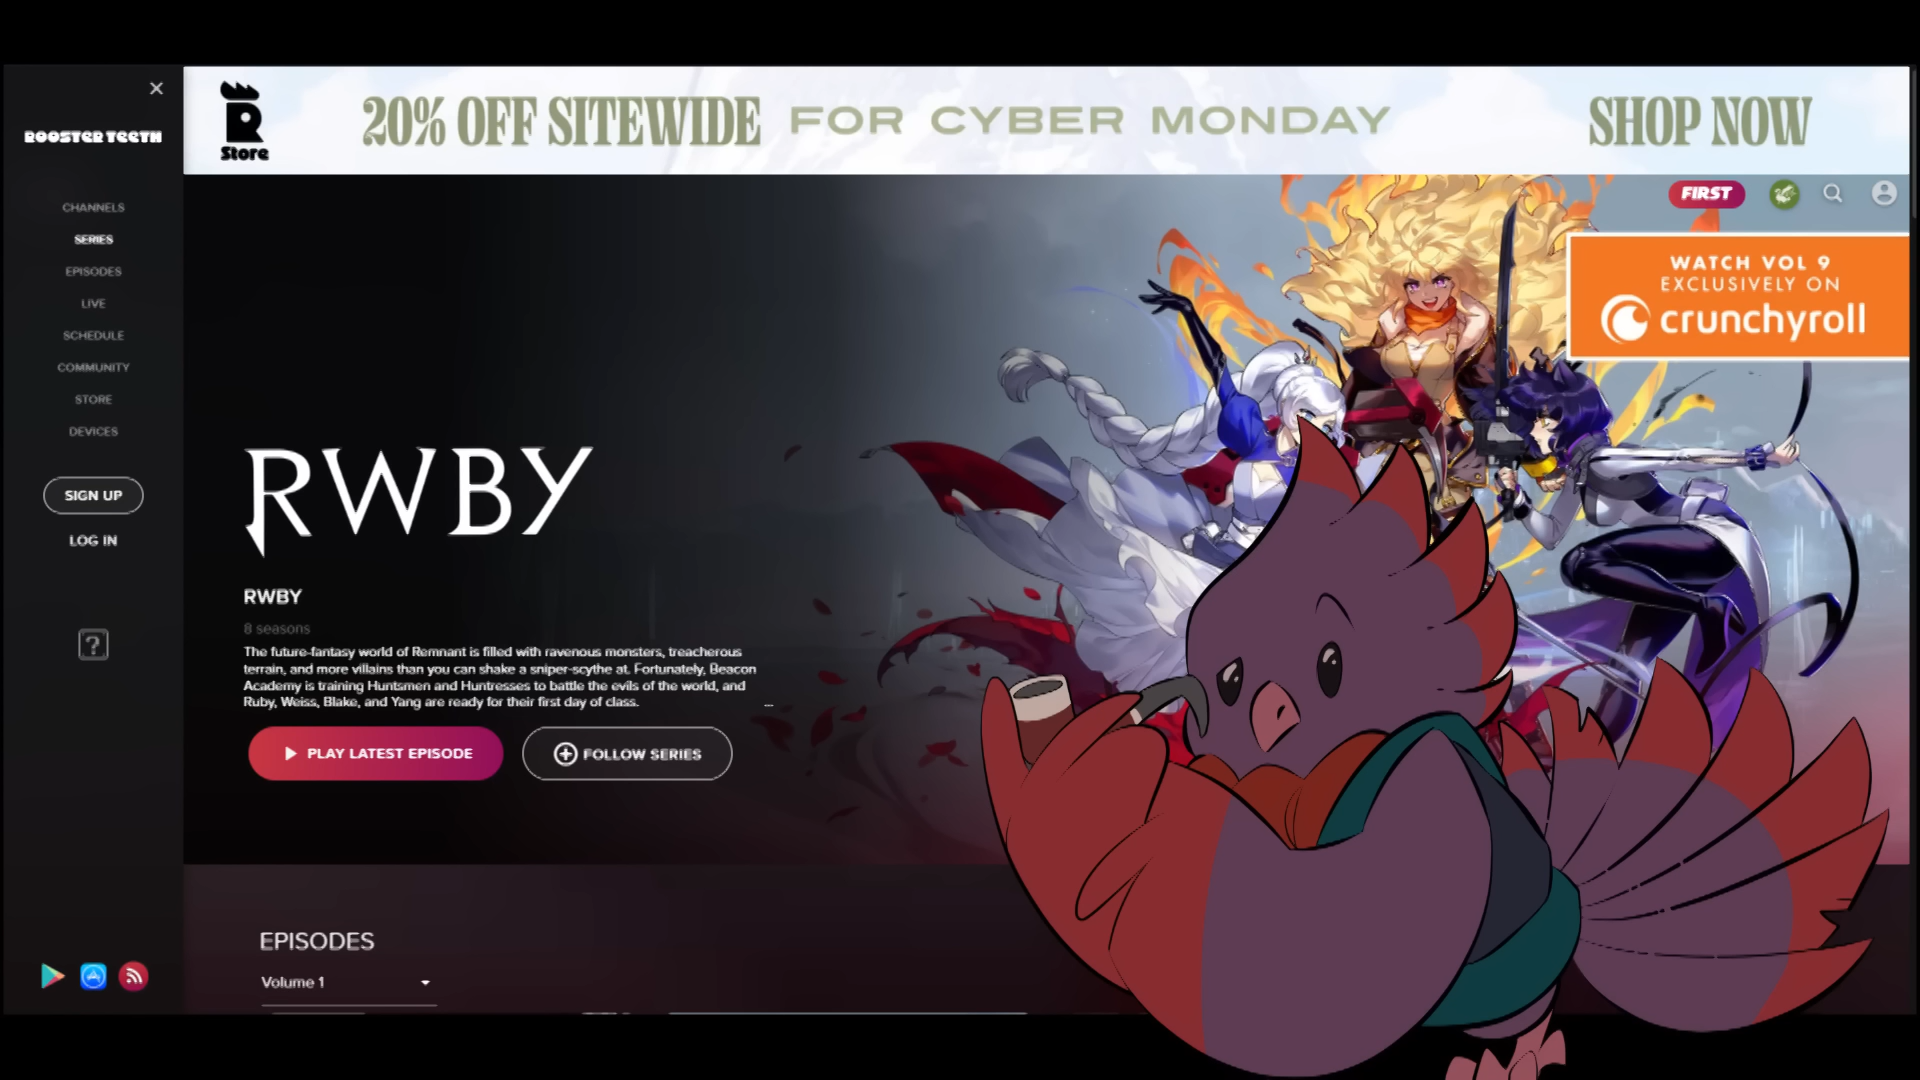 ROOSTER TEETH
CHANNELS
SERIES
EPISODES
LIVE
SCHEDULE
COMMUNITY
STORE
DEVICES
SIGN UP
LOG IN
R
Store
20% OFF SITEWIDE FOR CYBER MONDAY SHOP NOW
FIRST
WATCH VOL 9
EXCLUSIVELY ON
crunchyroll
RWBY
RWBY
8 seasons
The future-fantasy world of Remnant is filled with ravenous monsters, treacherous
terrain, and more villains than you can shake a sniper-scythe at. Fortunately, Beacon
Academy is training Huntsmen and Huntresses to battle the evils of the world, and
Ruby, Weiss, Blake, and Yang are ready for their first day of class. ...
PLAY LATEST EPISODE
FOLLOW SERIES
EPISODES
Volume 1